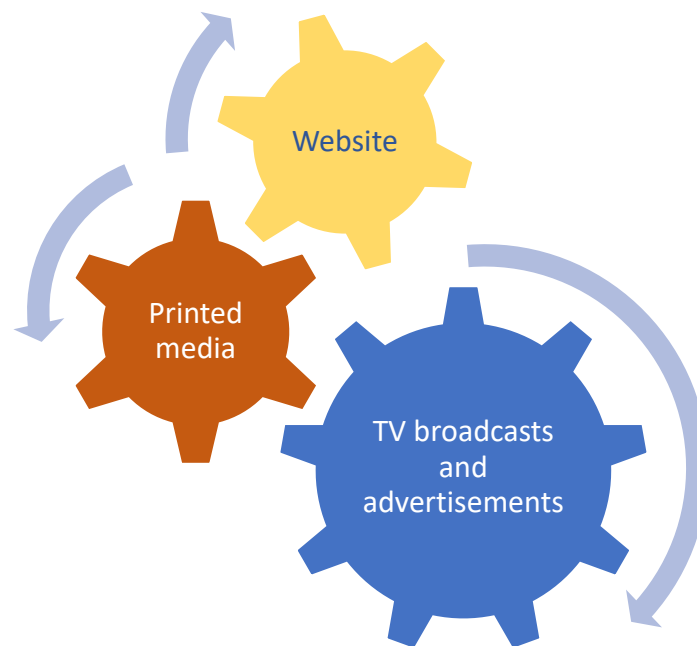 Website
Printed
media
TV broadcasts
and
advertisements